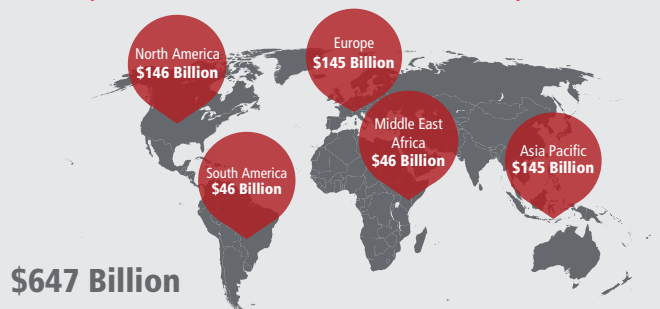 North America
$146 Billion
Europe
$145 Billion
Middle East
Africa
$46 Billion
South America
$46 Billion
Asia Pacific
$145 Billion
$647 Billion